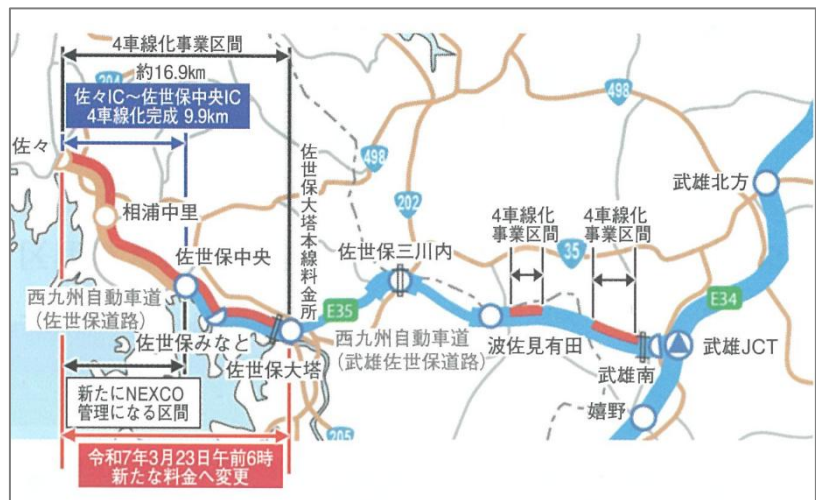 4車線化事業区間
約16.9km
204
佐々IC～佐世保中央IC
4車線化完成 9.9km
佐々
相浦中里
佐世保中央
西九州自動車道
（佐世保道路）
佐世保みなと
佐世保大塔
佐世保大塔本線料金所
新たにNEXCO
管理になる区間
令和7年3月23日午前6時
新たな料金へ変更
205
498
498
202
佐世保三川内
E35
西九州自動車道
（武雄佐世保道路）
4車線化
事業区間
4車線化
事業区間
35
波佐見有田
武雄南
武雄北方
E34
武雄JCT
嬉野